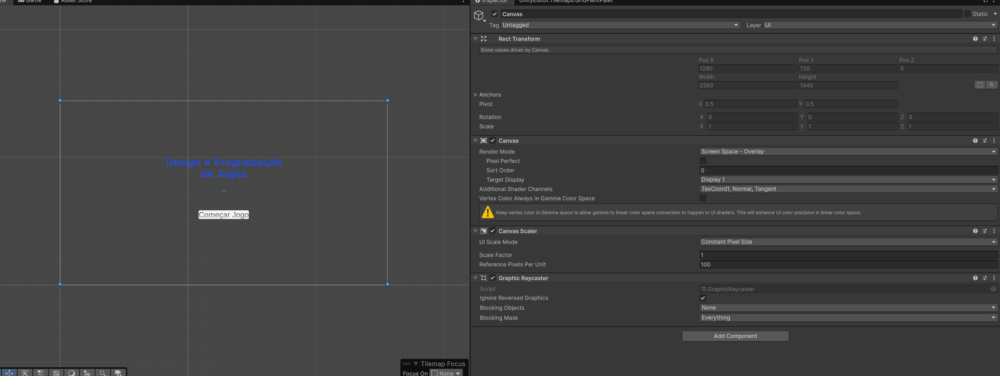 Game
Asset Store
Inspector
UnityEditor.Tilemaps.GridPaintPalet
Canvas
Static
Tag
Untagged
Layer
UI
Rect Transform
Some values driven by Canvas.
Pos X
Pos Y
Pos Z
1280
720
0
Width
Height
2560
1440
R
Anchors
Pivot
X 0.5
Y 0.5
Rotation
X 0
Y 0
Z 0
Scale
X 1
Y 1
Z 1
Canvas
Render Mode
Screen Space - Overlay
Pixel Perfect
Sort Order
0
Target Display
Display 1
Additional Shader Channels
TexCoord1, Normal, Tangent
Vertex Color Always In Gamma Color Space
Keep vertex color in Gamma space to allow gamma to linear color space conversion to happen in UI shaders. This will enhance UI color precision in linear color space.
Canvas Scaler
UI Scale Mode
Constant Pixel Size
Scale Factor
1
Reference Pixels Per Unit
100
Graphic Raycaster
Script
GraphicRaycaster
Ignore Reversed Graphics
Blocking Objects
None
Blocking Mask
Everything
Add Component
Design e Programação
de Jogos
Começar Jogo
Tilemap Focus
Focus On
None